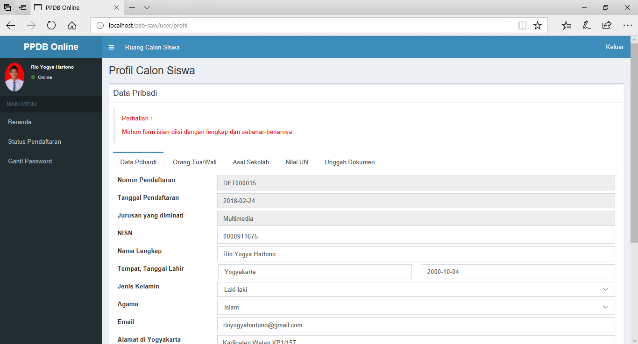 PPDB Online
localhost/psb-saw/user/profil
PPDB Online
Ruang Calon Siswa
Keluar
Rio Yogya Hartono
Online
MAIN MENU
Beranda
Status Pendaftaran
Ganti Password
Profil Calon Siswa
Data Pribadi
Perhatian !
Mohon form isian diisi dengan lengkap dan sebenar-benarnya.
Data Pribardi
Orang Tua/Wali
Asal Sekolah
Nilai UN
Unggah Dokumen
Nomor Pendaftaran
DFT000015
Tanggal Pendaftaran
2018-02-24
Jurusan yang diminati
Multimedia
NISN
0000911675
Nama Lengkap
Rio Yogya Hartono
Tempat, Tanggal Lahir
Yogyakarta
2000-10-04
Jenis Kelamin
Laki-laki
Agama
Islam
Email
rioyogyahartono@gmail.com
Alamat di Yogyakarta
Kadipaten Wetan KP1/157